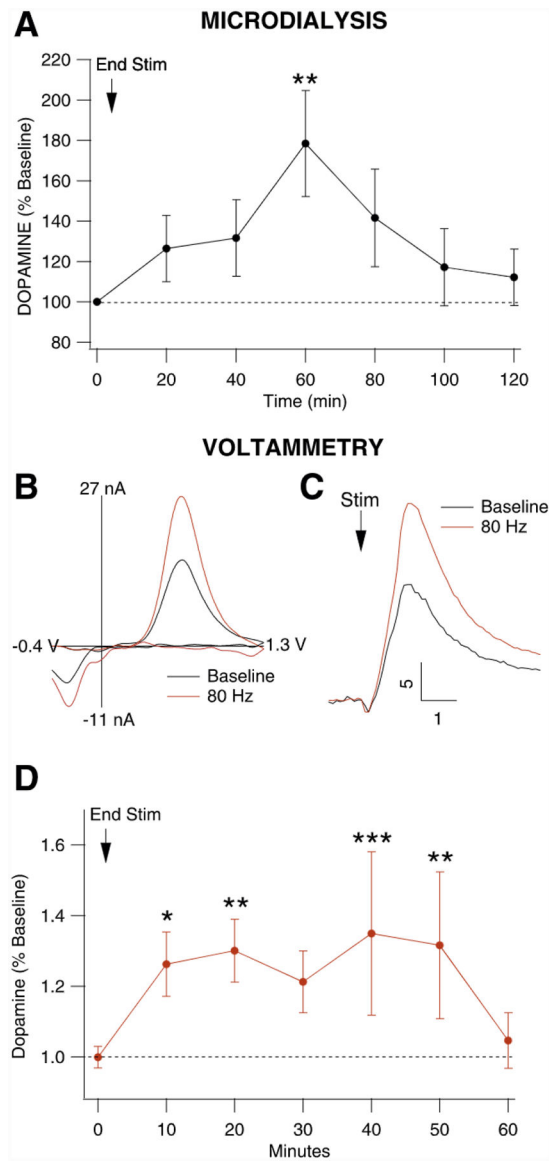 A
MICRODIALYSIS
220
End Stim
**
200
180
160
140
120
100
80
DOPAMINE (% Baseline)
0 20 40 60 80 100 120
Time (min)
VOLTAMMETRY
B
27 nA
-0.4 V
1.3 V
Baseline
80 Hz
-11 nA
C
Stim
Baseline
80 Hz
5
1
D
End Stim
1.6
1.4
1.2
1.0
* ** *** **
Dopamine (% Baseline)
0 10 20 30 40 50 60
Minutes